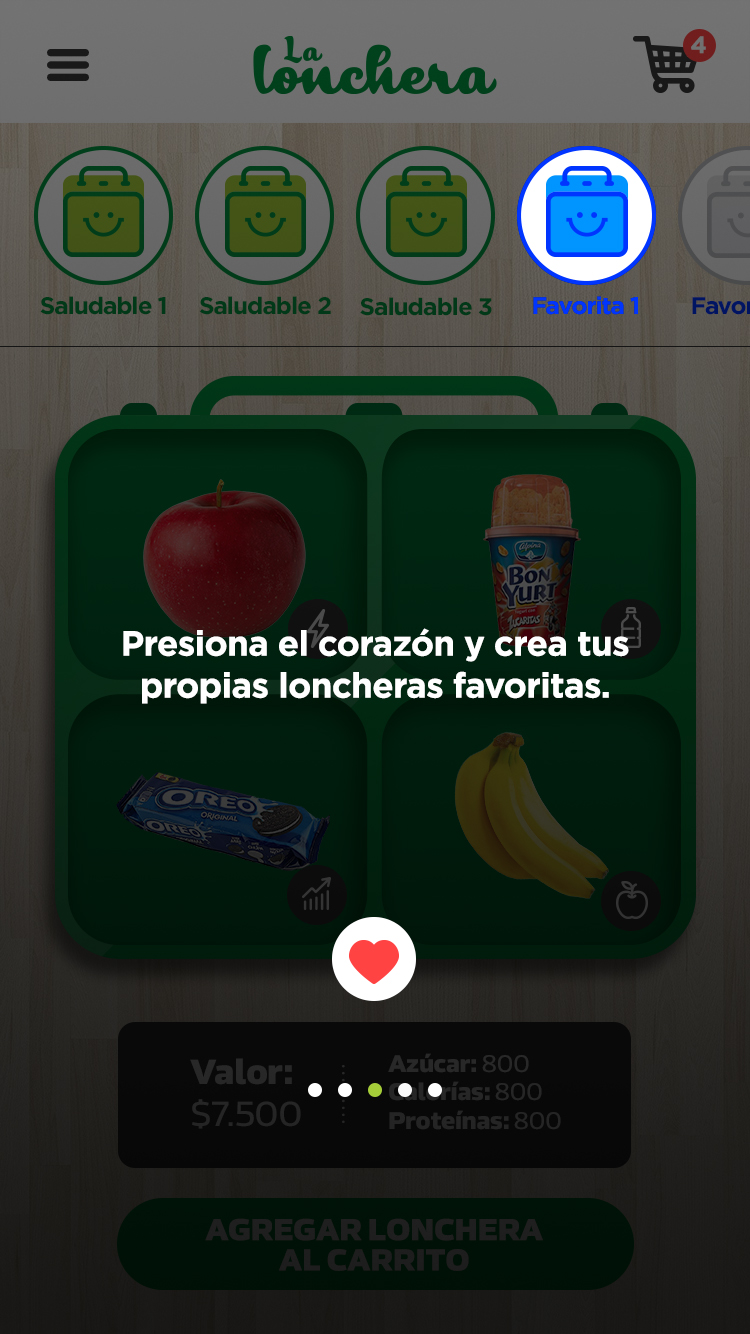 La
lonchera
4
Saludable 1
Saludable 2
Saludable 3
Favorita 1
Favor
Alpina
BON
YURT
ZUCARITAS
Presiona el corazón y crea tus
propias loncheras favoritas.
OREO
ORIGINAL
OREO
Valor:
$7.500
Azúcar: 800
Calorías: 800
Proteínas: 800
AGREGAR LONCHERA
AL CARRITO